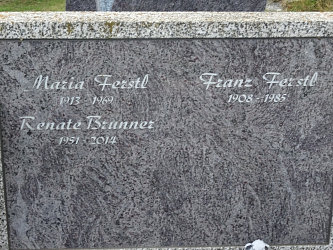 Maria Ferstl
1913 - 1969
Renate Brunner
1951 - 2014
Franz Ferstl
1908 - 1985